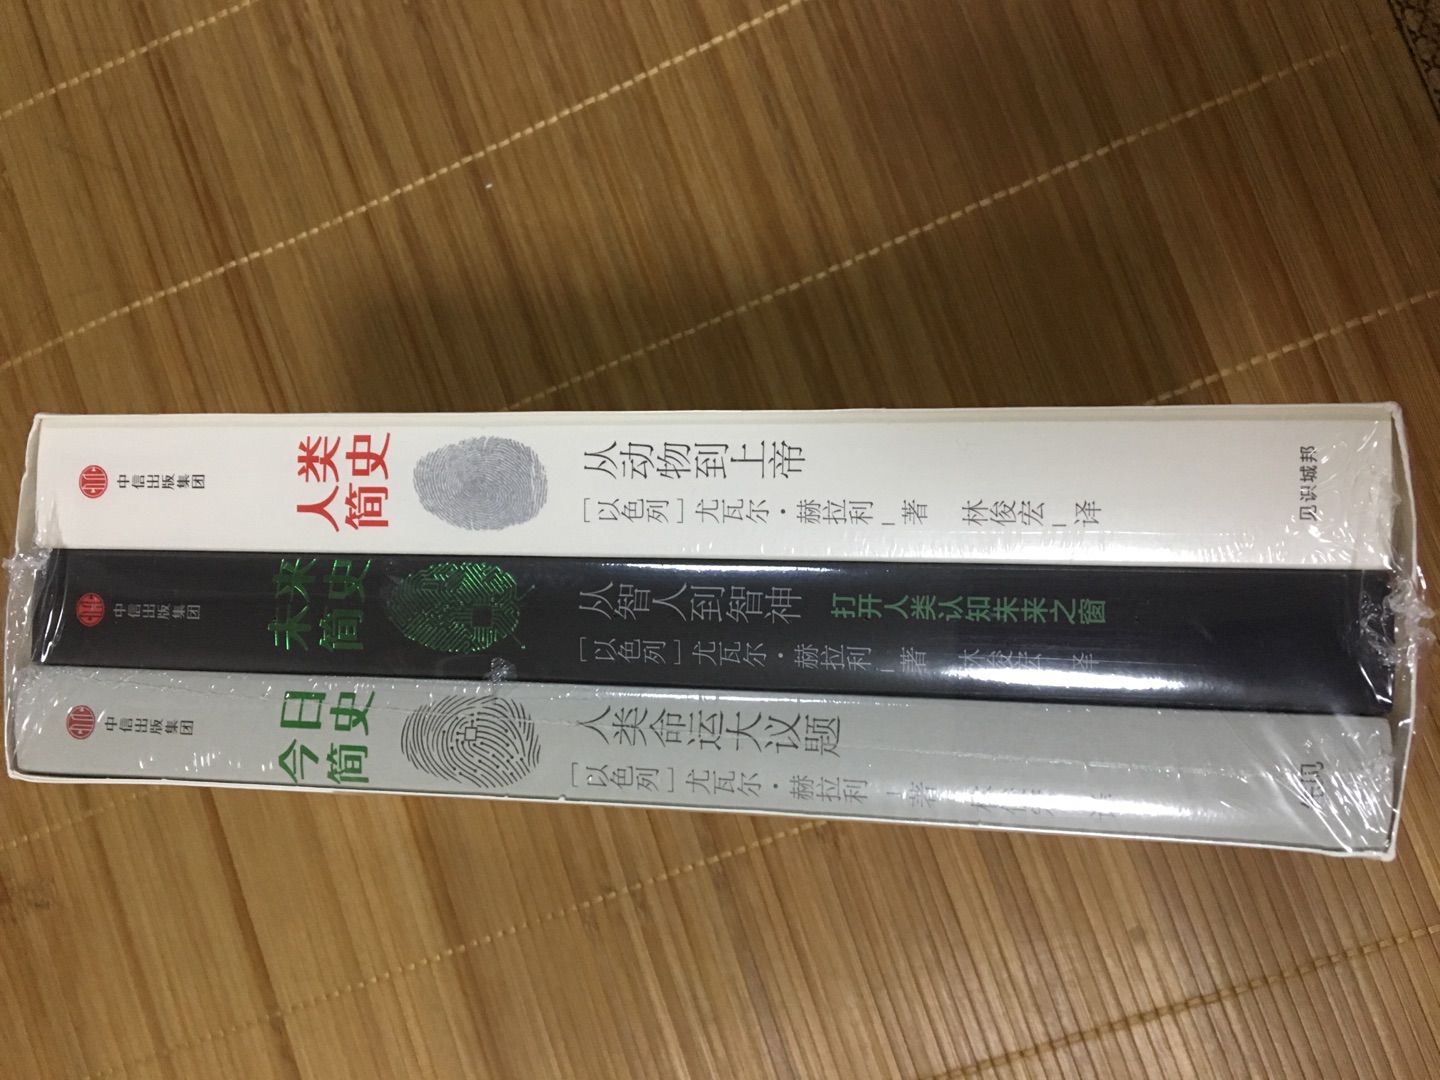 中信出版集团
人类
简史
从动物到上帝
[以色列]尤瓦尔·赫拉利 著 林俊宏 译
见识城邦
中信出版集团
未来
简史
从智人到智神
打开人类认知未来之窗
[以色列]尤瓦尔·赫拉利 著 林俊宏 译
中信出版集团
今日
简史
人类命运大议题
[以色列]尤瓦尔·赫拉利 著